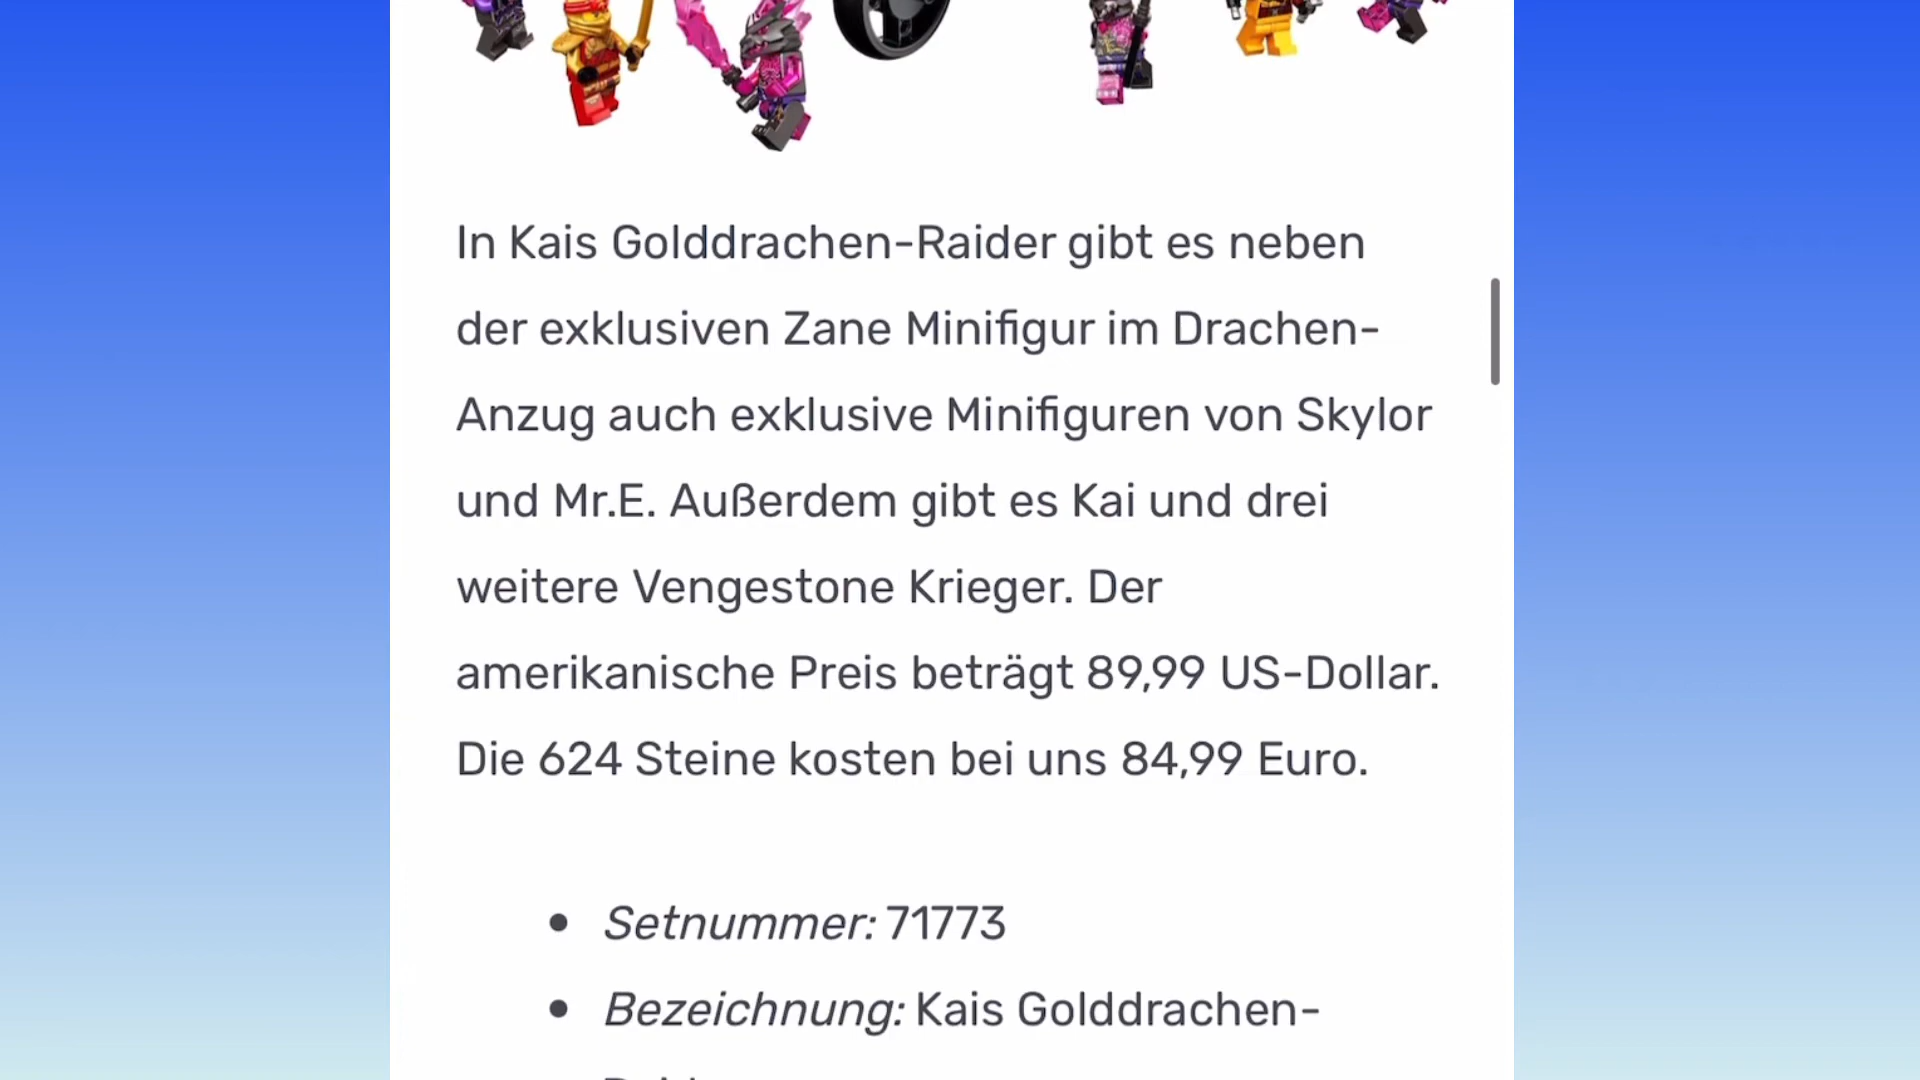 In Kais Golddrachen-Raider gibt es neben
der exklusiven Zane Minifigur im Drachen-
Anzug auch exklusive Minifiguren von Skylor
und Mr.E. Außerdem gibt es Kai und drei
weitere Vengestone Krieger. Der
amerikanische Preis beträgt 89,99 US-Dollar.
Die 624 Steine kosten bei uns 84,99 Euro.
Setnummer: 71773
Bezeichnung: Kais Golddrachen-